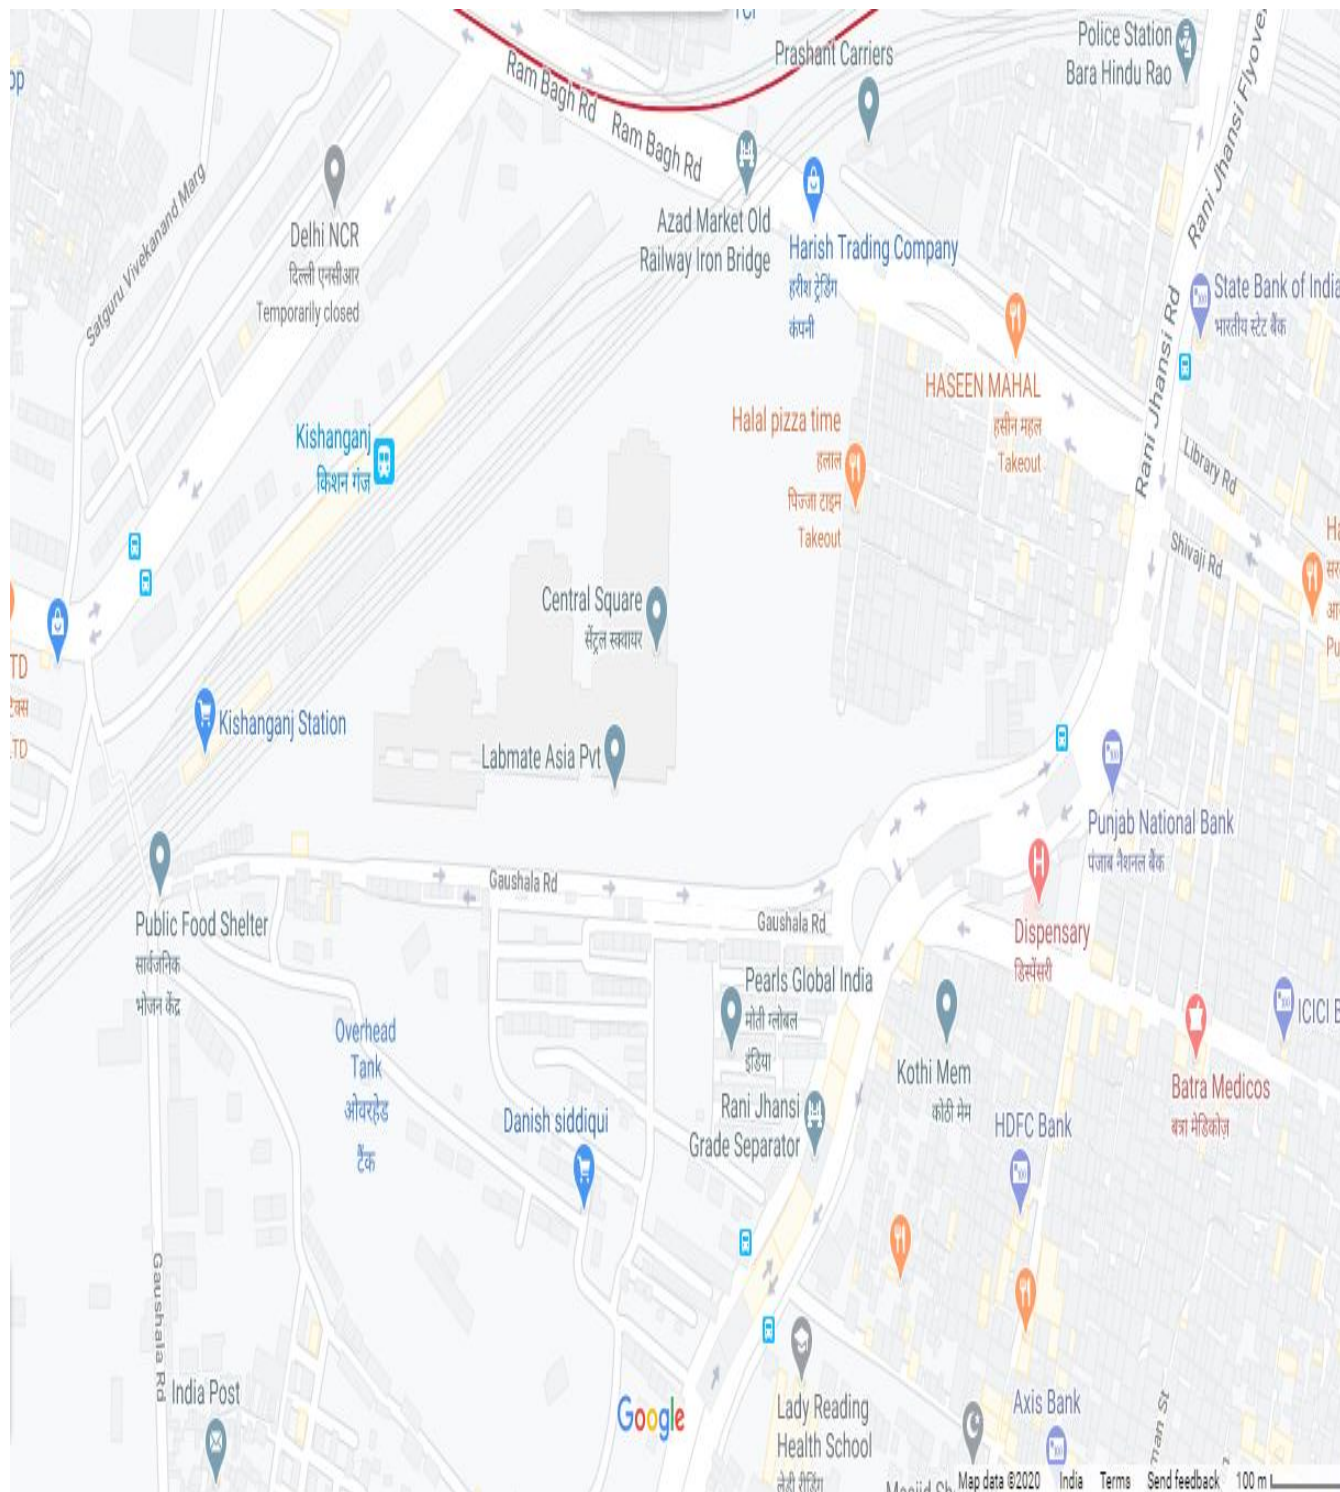 Police Station
Bara Hindu Rao
Prashant Carriers
Rani Jhansi Flyover
Ram Bagh Rd
Ram Bagh Rd
Satguru Vivekanand Marg
Delhi NCR
दिल्ली एनसीआर
Temporarily closed
Azad Market Old
Railway Iron Bridge
Harish Trading Company
हरीश ट्रेडिंग
कंपनी
State Bank of India
भारतीय स्टेट बैंक
Rani Jhansi Rd
HASEEN MAHAL
हसीन महल
Takeout
Halal pizza time
हलाल
पिज्जा टाइम
Takeout
Kishanganj
किशन गंज
Library Rd
Shivaji Rd
Central Square
सेंट्रल स्क्वायर
TD
Kishanganj Station
Labmate Asia Pvt
Punjab National Bank
पंजाब नैशनल बैंक
Gaushala Rd
Gaushala Rd
Public Food Shelter
सार्वजनिक
भोजन केंद्र
Dispensary
डिस्पेंसरी
Pearls Global India
मोती ग्लोबल
इंडिया
ICICI B
Overhead
Tank
ओवरहेड
टैंक
Kothi Mem
कोठी मेम
Batra Medicos
बत्रा मेडिकोज़
Rani Jhansi
Grade Separator
Danish siddiqui
HDFC Bank
Gaushala Rd
India Post
Google
Lady Reading
Health School
लेडी रीडिंग
Axis Bank
man St
Map data ©2020 India Terms Send feedback 100 m